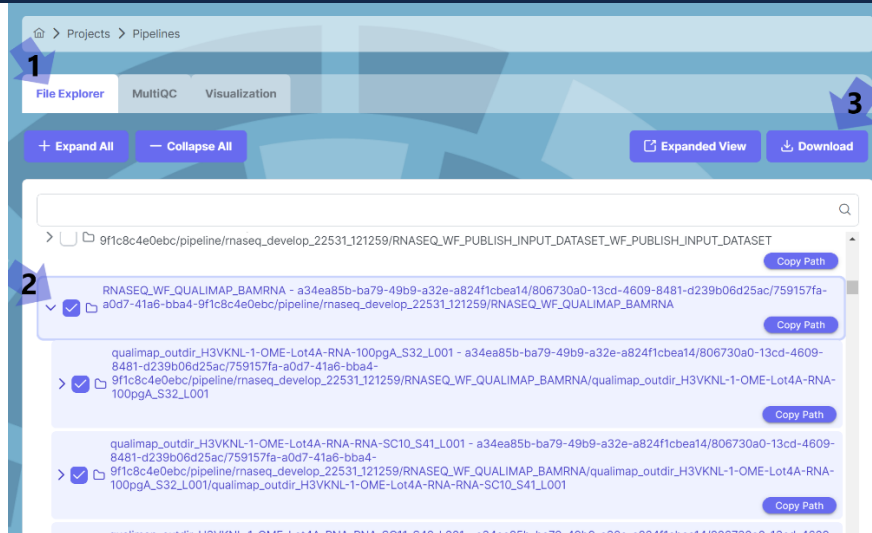 Projects > Pipelines
1
File Explorer MultiQC Visualization
3
+ Expand All — Collapse All Expanded View Download
9f1c8c4e0ebc/pipeline/rnaseq_develop_22531_121259/RNASEQ_WF_PUBLISH_INPUT_DATASET_WF_PUBLISH_INPUT_DATASET
Copy Path
2
RNASEQ_WF_QUALIMAP_BAMRNA - a34ea85b-ba79-49b9-a32e-a824f1cbea14/806730a0-13cd-4609-8481-d239b06d25ac/759157fa-
a0d7-41a6-bba4-9f1c8c4e0ebc/pipeline/rnaseq_develop_22531_121259/RNASEQ_WF_QUALIMAP_BAMRNA
Copy Path
qualimap_outdir_H3VKNL-1-OME-Lot4A-RNA-100pgA_S32_L001 - a34ea85b-ba79-49b9-a32e-a824f1cbea14/806730a0-13cd-4609-
8481-d239b06d25ac/759157fa-a0d7-41a6-bba4-
9f1c8c4e0ebc/pipeline/rnaseq_develop_22531_121259/RNASEQ_WF_QUALIMAP_BAMRNA/qualimap_outdir_H3VKNL-1-OME-Lot4A-RNA-
100pgA_S32_L001
Copy Path
qualimap_outdir_H3VKNL-1-OME-Lot4A-RNA-RNA-SC10_S41_L001 - a34ea85b-ba79-49b9-a32e-a824f1cbea14/806730a0-13cd-4609-
8481-d239b06d25ac/759157fa-a0d7-41a6-bba4-
9f1c8c4e0ebc/pipeline/rnaseq_develop_22531_121259/RNASEQ_WF_QUALIMAP_BAMRNA/qualimap_outdir_H3VKNL-1-OME-Lot4A-RNA-
100pgA_S32_L001/qualimap_outdir_H3VKNL-1-OME-Lot4A-RNA-RNA-SC10_S41_L001
Copy Path